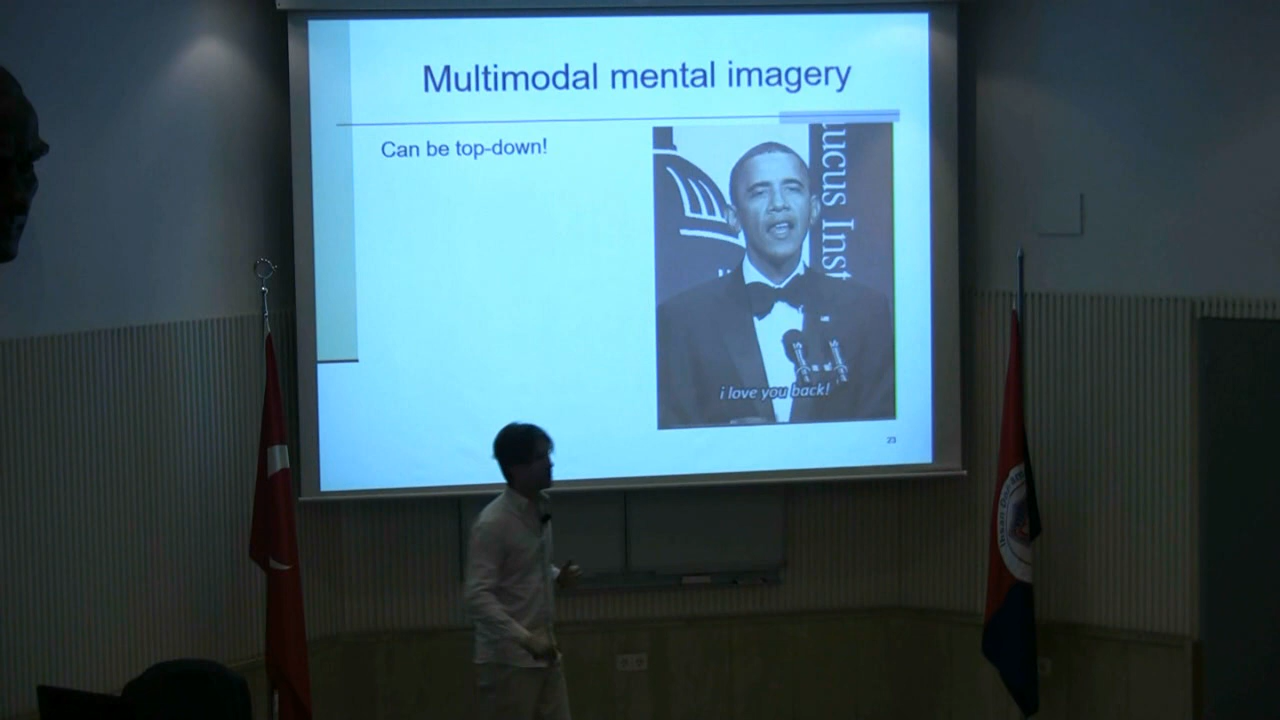 Multimodal mental imagery
Can be top-down!
ucus Inst
i love you back!
23